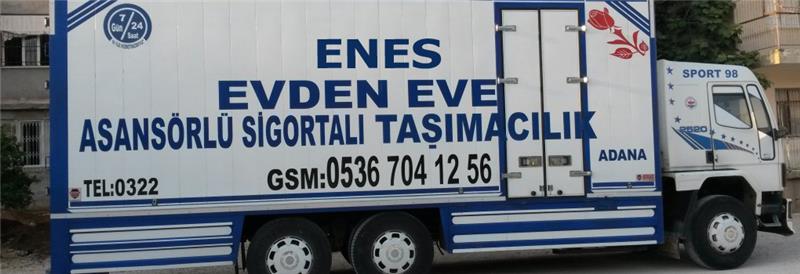 7 / 24
Gün Saat
ENES
EVDEN EVE
ASANSÖRLÜ SİGORTALI TAŞIMACILIK
TEL:0322
GSM:0536 704 12 56
ADANA
SPORT 98
2520